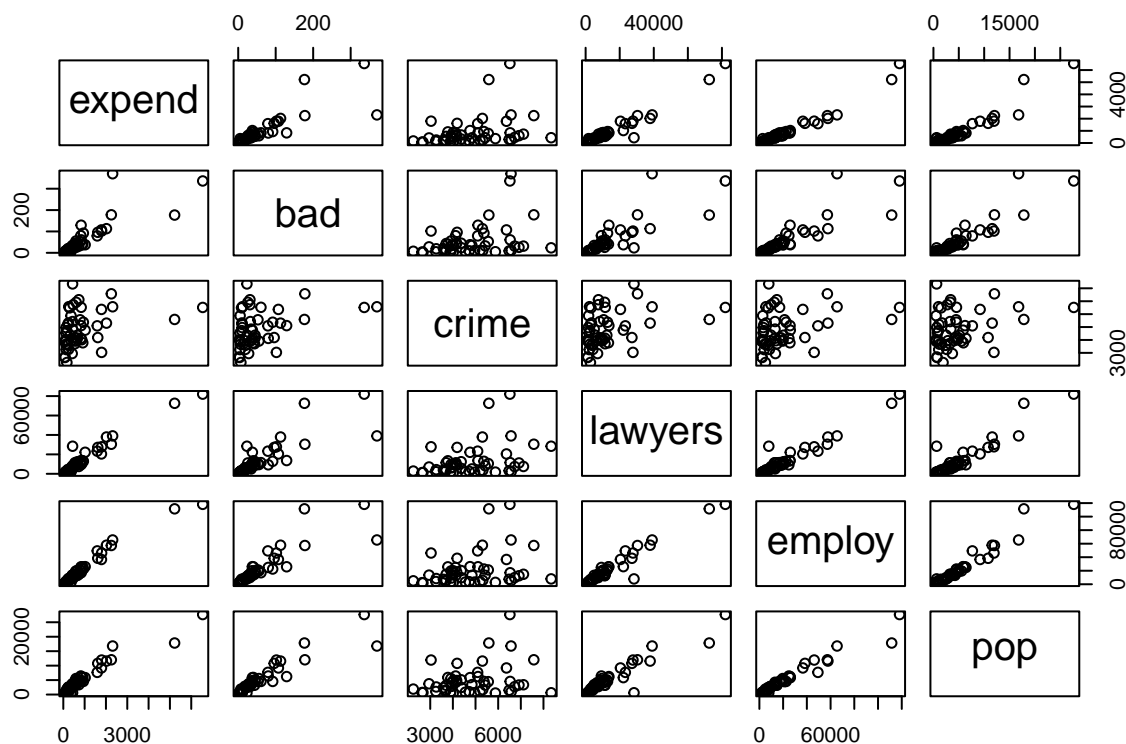 0 200 0 40000 0 15000
expend 0 4000
0 200 bad
crime 3000
0 60000 lawyers
employ 0 80000
0 20000 pop
0 3000 3000 6000 0 60000